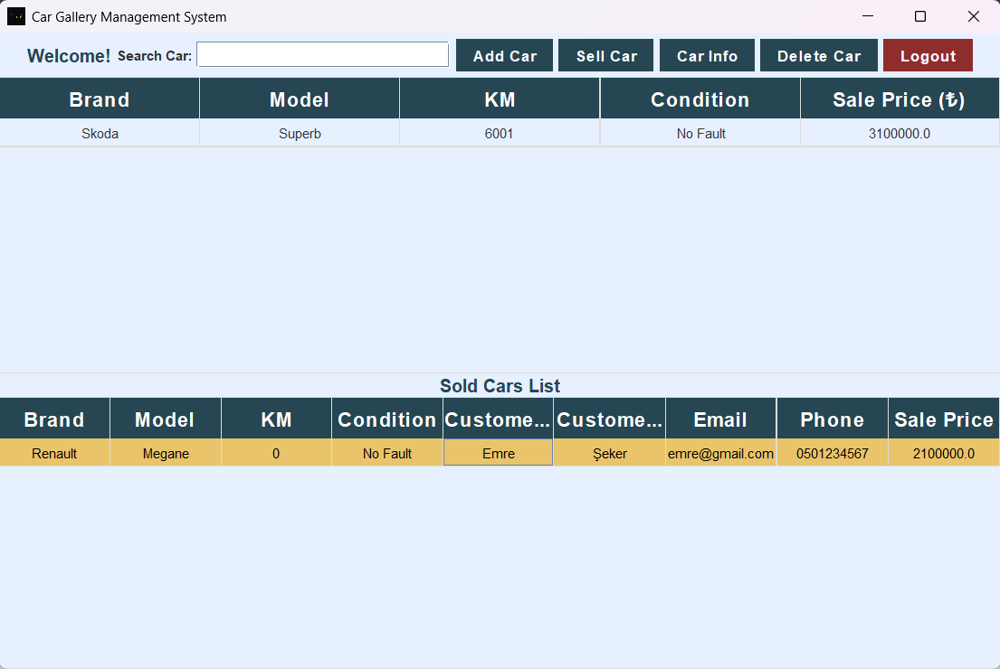 Car Gallery Management System
Welcome! Search Car: Add Car Sell Car Car Info Delete Car Logout
Brand Model KM Condition Sale Price (₺)
Skoda Superb 6001 No Fault 3100000.0
Sold Cars List
Brand Model KM Condition Custome... Custome... Email Phone Sale Price
Renault Megane 0 No Fault Emre Şeker emre@gmail.com 0501234567 2100000.0